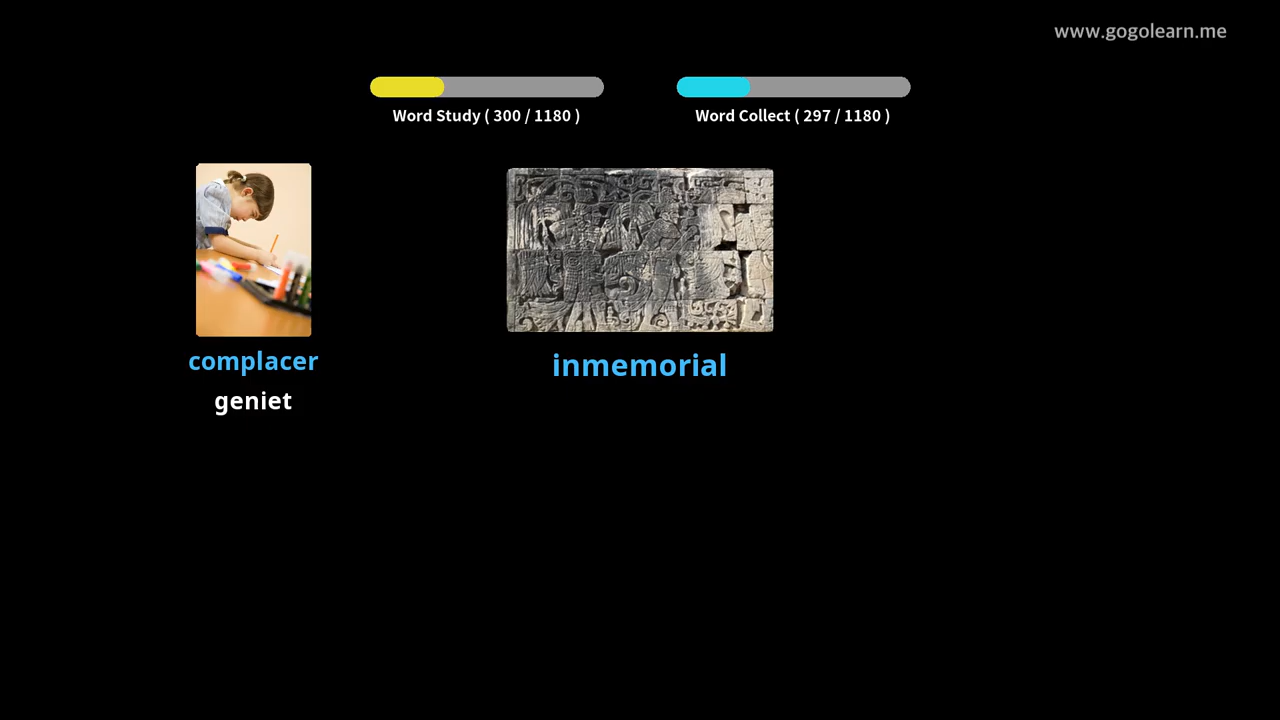 www.gogolearn.me
Word Study ( 300 / 1180 )
Word Collect ( 297 / 1180 )
complacer
geniet
inmemorial